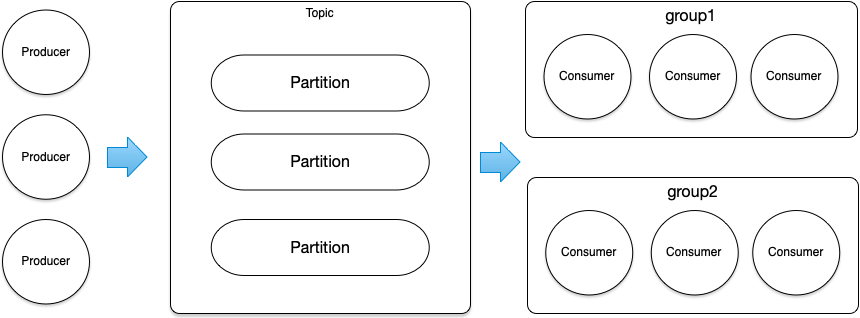 Producer
Producer
Producer
Topic
Partition
Partition
Partition
group1
Consumer Consumer Consumer
group2
Consumer Consumer Consumer